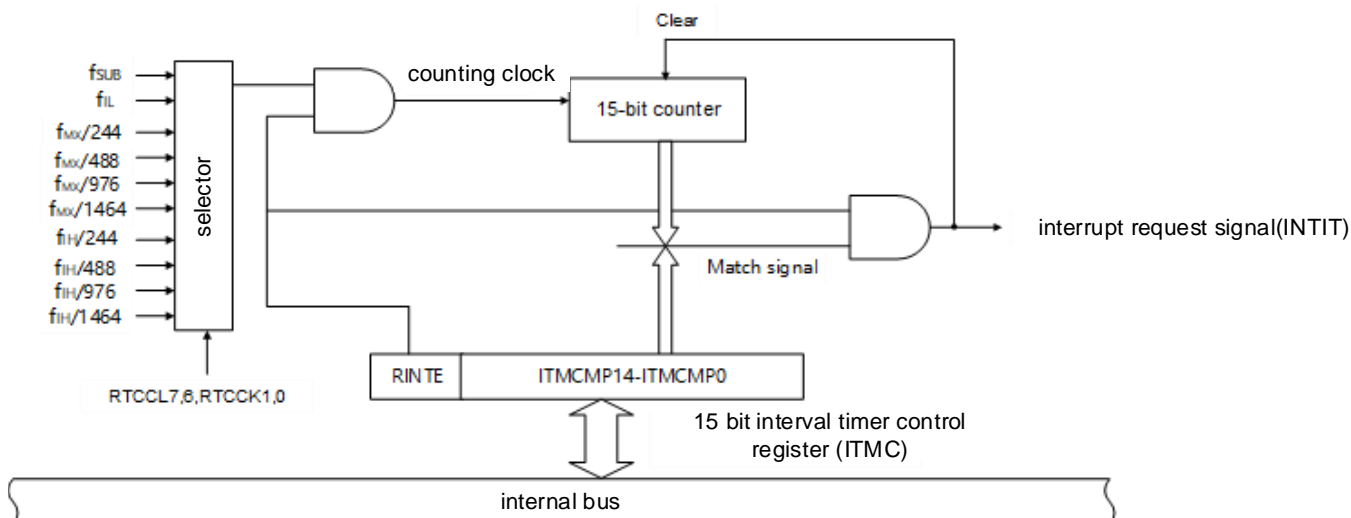 Clear
fSUB
fIL
fMX/244
fMX/488
fMX/976
fMX/1464
fIH/244
fIH/488
fIH/976
fIH/1464
selector
counting clock
15-bit counter
interrupt request signal(INTIT)
Match signal
RINTE
ITMCMP14-ITMCMP0
RTCCL7,6,RTCCK1,0
15 bit interval timer control
register (ITMC)
internal bus